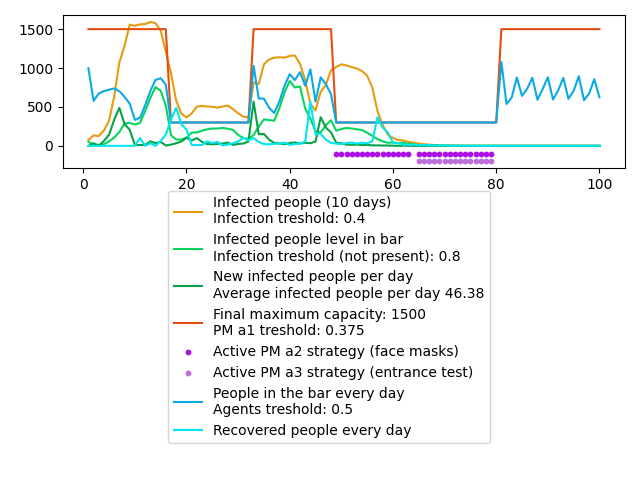 1500
1000
500
0
0
20
40
60
80
100
Infected people (10 days)
Infection treshold: 0.4
Infected people level in bar
Infection treshold (not present): 0.8
New infected people per day
Average infected people per day 46.38
Final maximum capacity: 1500
PM a1 treshold: 0.375
Active PM a2 strategy (face masks)
Active PM a3 strategy (entrance test)
People in the bar every day
Agents treshold: 0.5
Recovered people every day